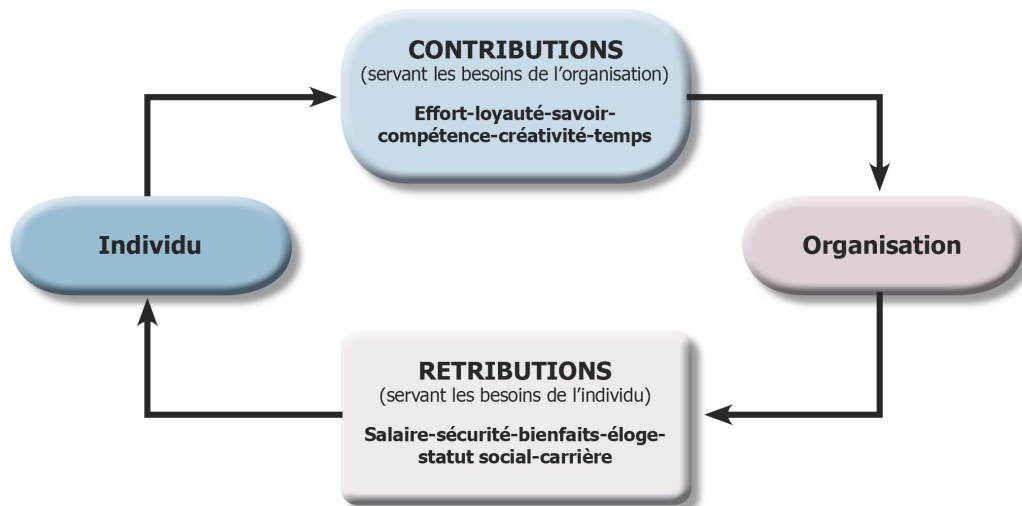 CONTRIBUTIONS
(servant les besoins de l'organisation)
Effort-loyauté-savoir-
compétence-créativité-temps
Individu
Organisation
RETRIBUTIONS
(servant les besoins de l'individu)
Salaire-sécurité-bienfaits-éloge-
statut social-carrière